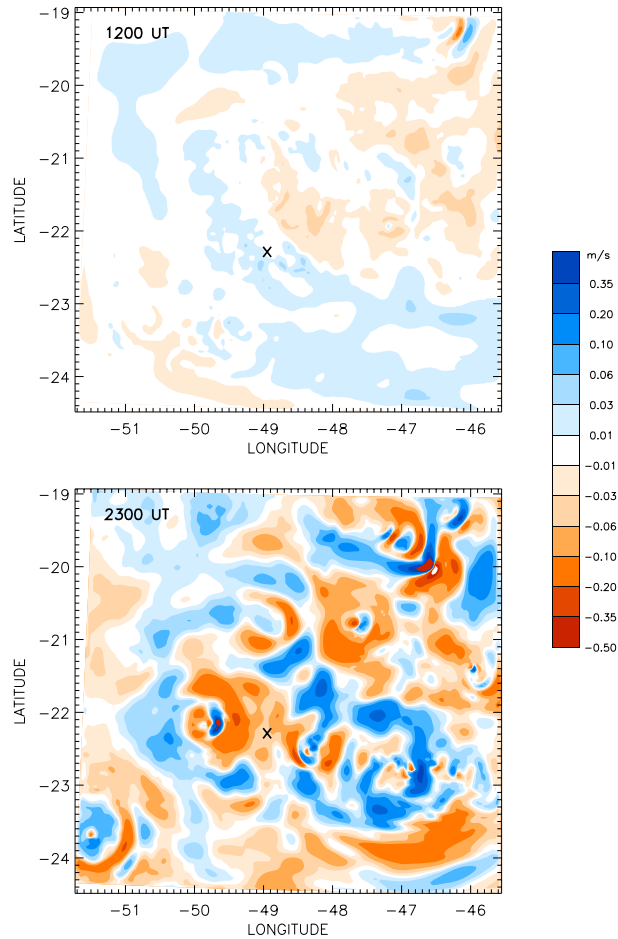 1200 UT
−19
−20
−21
−22
−23
−24
LATITUDE
X
−51 −50 −49 −48 −47 −46
LONGITUDE
m/s
0.35
0.20
0.10
0.06
0.03
0.01
−0.01
−0.03
−0.06
−0.10
−0.20
−0.35
−0.50
2300 UT
−19
−20
−21
−22
−23
−24
LATITUDE
X
−51 −50 −49 −48 −47 −46
LONGITUDE